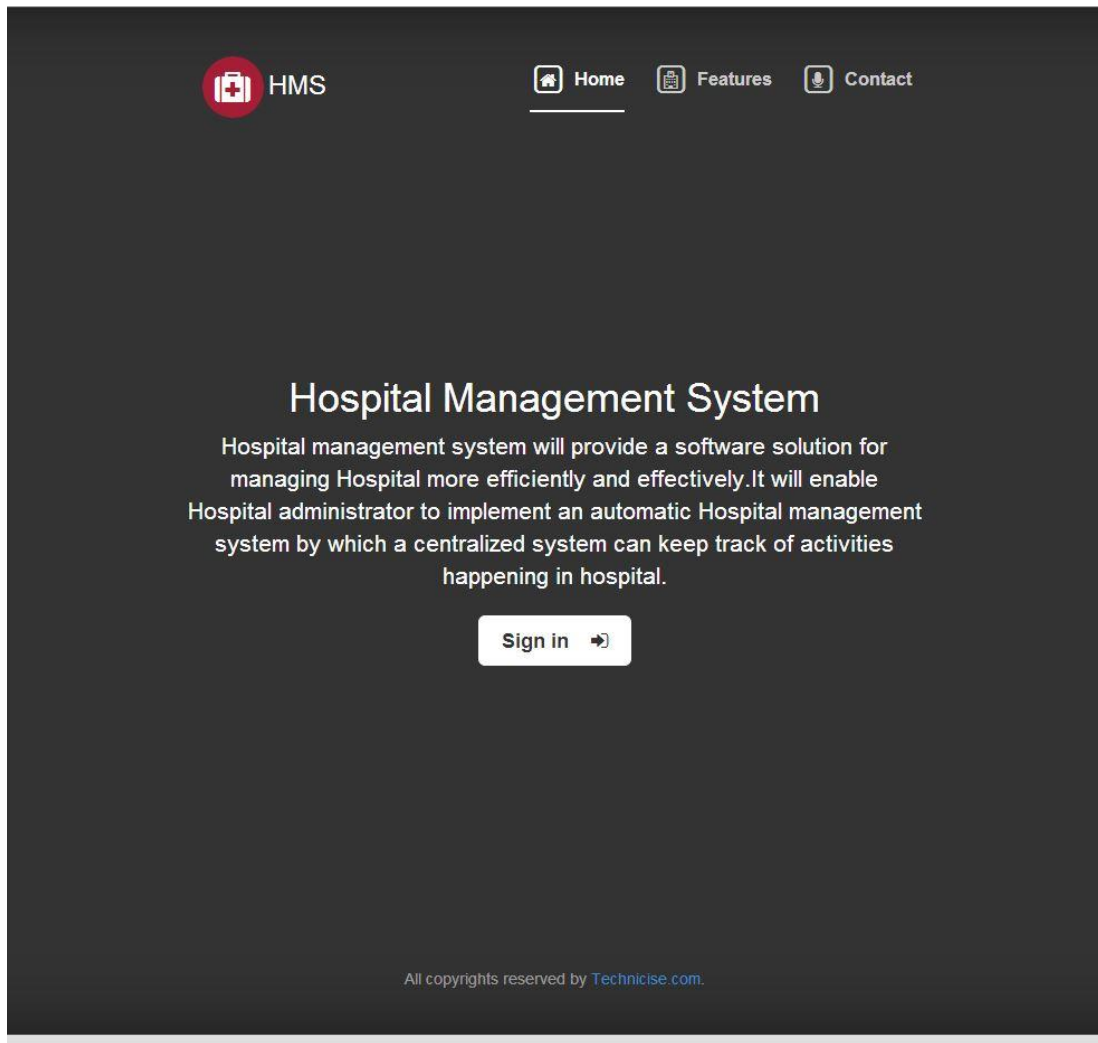 HMS
Home
Features
Contact
Hospital Management System
Hospital management system will provide a software solution for
managing Hospital more efficiently and effectively.It will enable
Hospital administrator to implement an automatic Hospital management
system by which a centralized system can keep track of activities
happening in hospital.
Sign in
All copyrights reserved by Technicise.com.